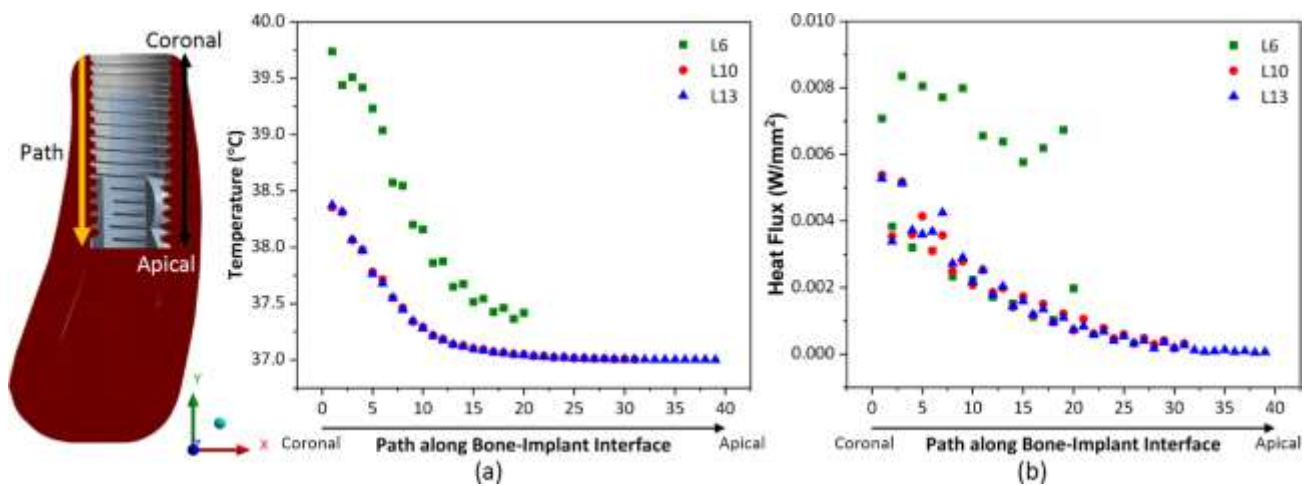 Coronal
Path
Apical
Y
Z
X
40.0
39.5
39.0
38.5
38.0
37.5
37.0
Temperature (°C)
L6
L10
L13
0 5 10 15 20 25 30 35 40
Coronal Path along Bone-Implant Interface Apical
(a)
0.010
0.008
0.006
0.004
0.002
0.000
Heat Flux (W/mm²)
L6
L10
L13
0 5 10 15 20 25 30 35 40
Coronal Path along Bone-Implant Interface Apical
(b)